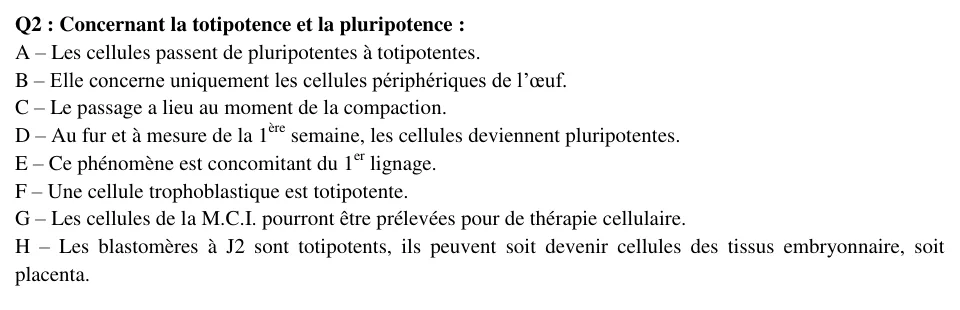 Q2 : Concernant la totipotence et la pluripotence :
A – Les cellules passent de pluripotentes à totipotentes.
B – Elle concerne uniquement les cellules périphériques de l'œuf.
C – Le passage a lieu au moment de la compaction.
D – Au fur et à mesure de la 1ère semaine, les cellules deviennent pluripotentes.
E – Ce phénomène est concomitant du 1er lignage.
F – Une cellule trophoblastique est totipotente.
G – Les cellules de la M.C.I. pourront être prélevées pour de thérapie cellulaire.
H – Les blastomères à J2 sont totipotents, ils peuvent soit devenir cellules des tissus embryonnaire, soit
placenta.